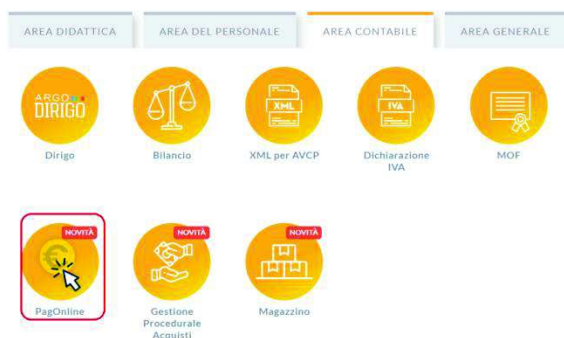 AREA DIDATTICA
AREA DEL PERSONALE
AREA CONTABILE
AREA GENERALE
ARGO
DIRIGO
XML
IVA
Dirigo
Bilancio
XML per AVCP
Dichiarazione
IVA
MOF
NOVITÀ
NOVITÀ
NOVITÀ
€
PagOnline
Gestione
Procedurale
Acquisti
Magazzino